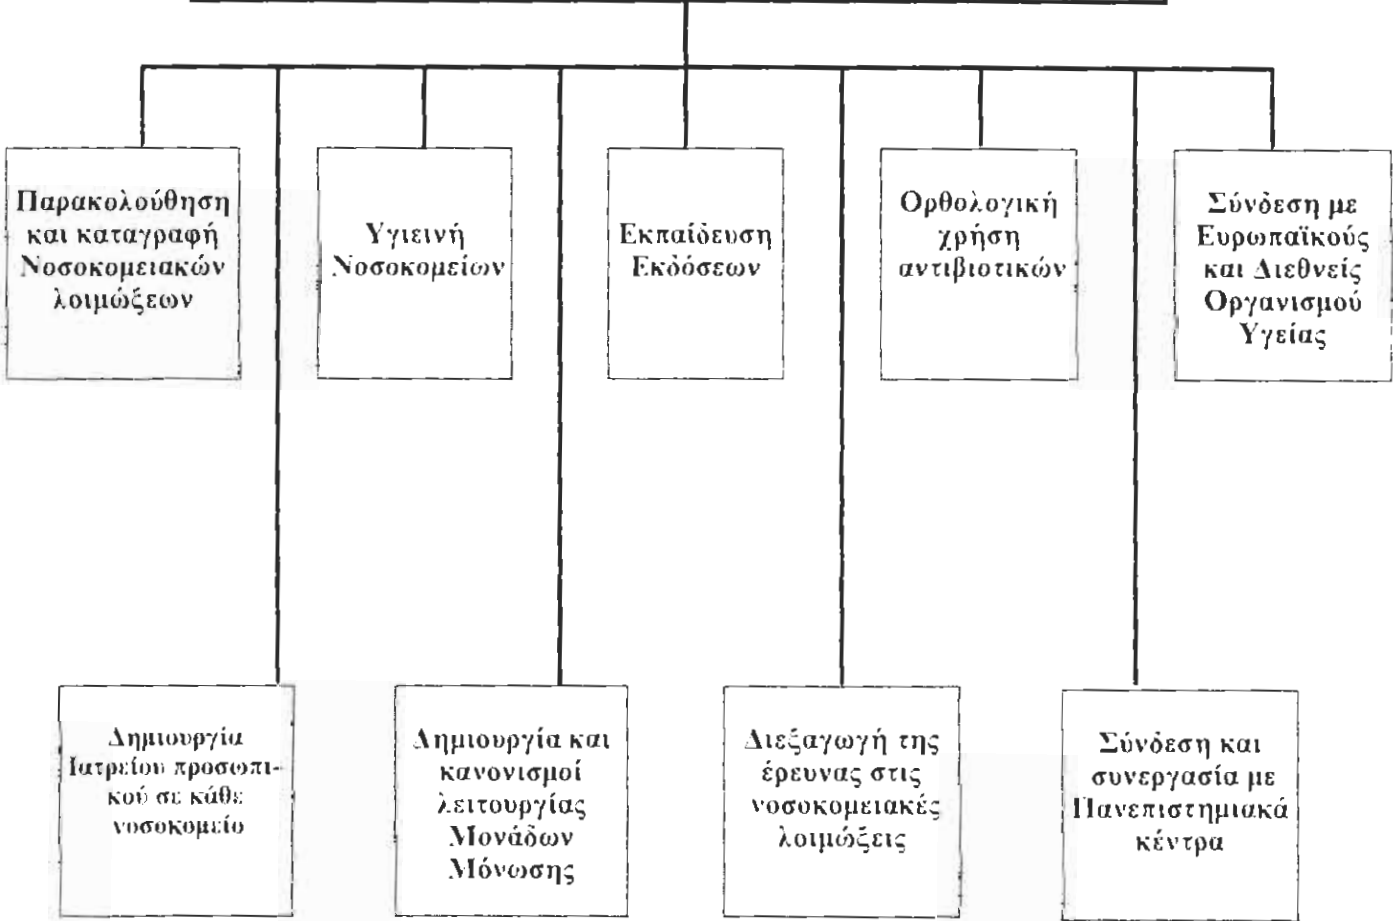 Παρακολούθηση
και καταγραφή
Νοσοκομειακών
λοιμώξεων
Υγιεινή
Νοσοκομείων
Εκπαίδευση
Εκδόσεων
Ορθολογική
χρήση
αντιβιοτικών
Σύνδεση με
Ευρωπαϊκούς
και Διεθνείς
Οργανισμού
Υγείας
Δημιουργία
Ιατρείου προσωπι-
κού σε κάθε
νοσοκομείο
Δημιουργία και
κανονισμοί
λειτουργίας
Μονάδων
Μόνωσης
Διεξαγωγή της
έρευνας στις
νοσοκομειακές
λοιμώξεις
Σύνδεση και
συνεργασία με
Πανεπιστημιακά
κέντρα